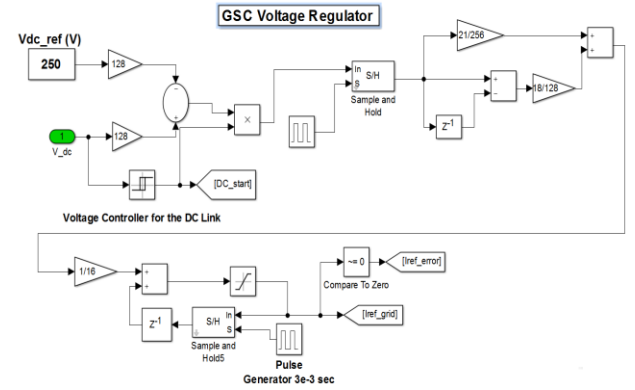 GSC Voltage Regulator
Vdc_ref (V)
250
128
21/256
In
S
S/H
Sample and
Hold
1
V_dc
128
×
18/128
Z-1
[DC_start]
Voltage Controller for the DC Link
1/16
~= 0
[Iref_error]
Compare To Zero
[Iref_grid]
Z-1
S/H
In
S
Sample and
Hold5
Pulse
Generator 3e-3 sec